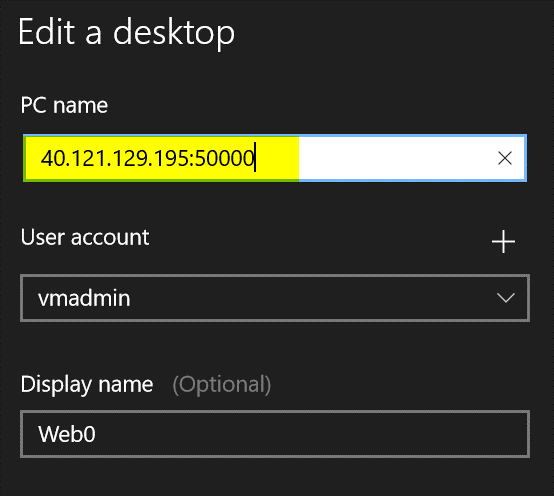 Edit a desktop
PC name
40.121.129.195:50000
User account
vmadmin
Display name (Optional)
Web0